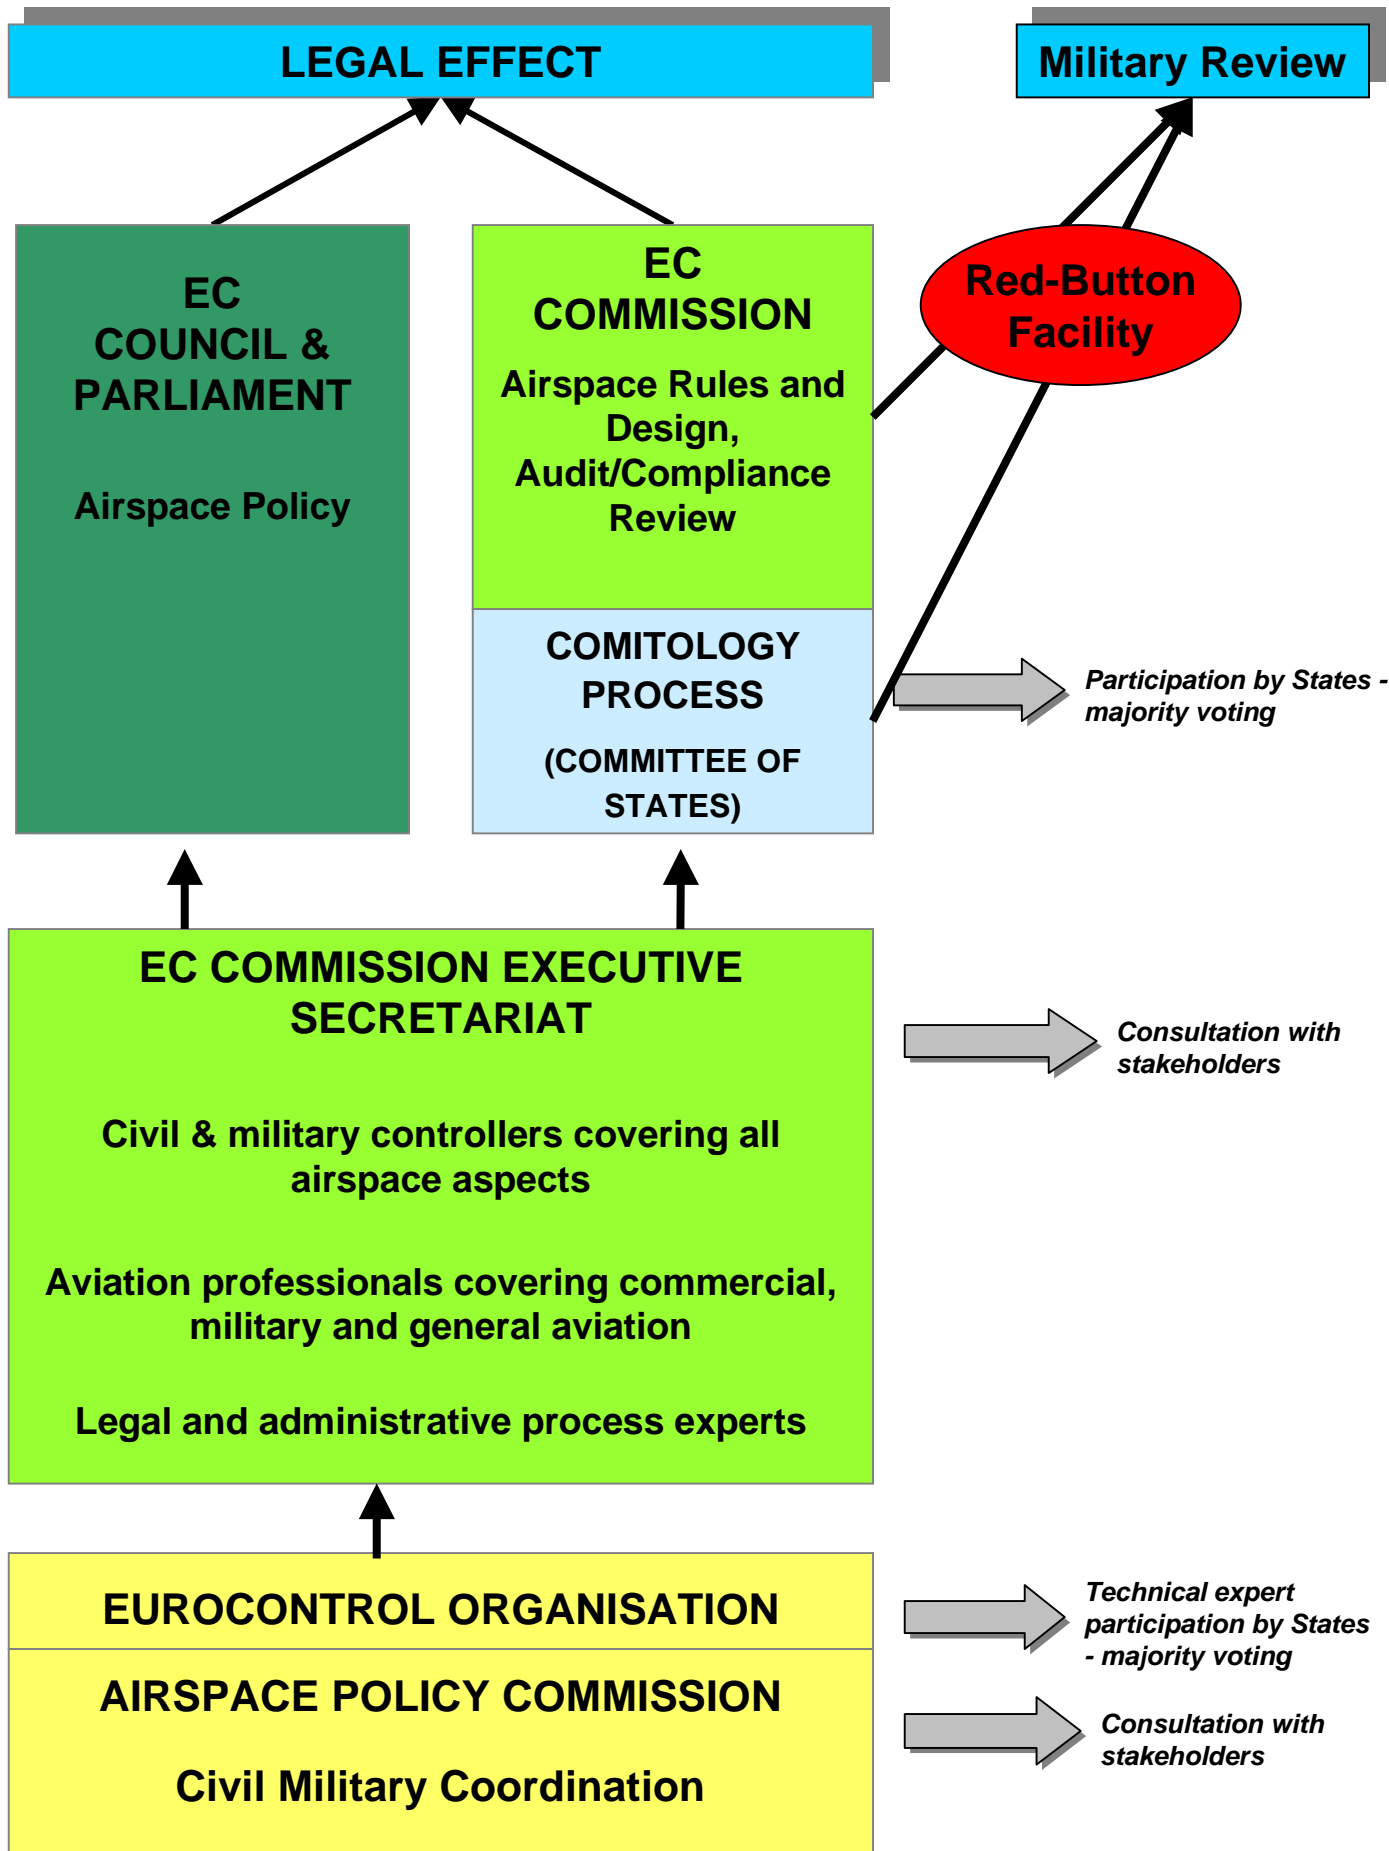 LEGAL EFFECT
Military Review
EC
COUNCIL &
PARLIAMENT
Airspace Policy
EC
COMMISSION
Airspace Rules and
Design,
Audit/Compliance
Review
Red-Button
Facility
COMITOLOGY
PROCESS
(COMMITTEE OF
STATES)
Participation by States -
majority voting
EC COMMISSION EXECUTIVE
SECRETARIAT
Civil & military controllers covering all
airspace aspects
Aviation professionals covering commercial,
military and general aviation
Legal and administrative process experts
Consultation with
stakeholders
EUROCONTROL ORGANISATION
Technical expert
participation by States
- majority voting
AIRSPACE POLICY COMMISSION
Civil Military Coordination
Consultation with
stakeholders